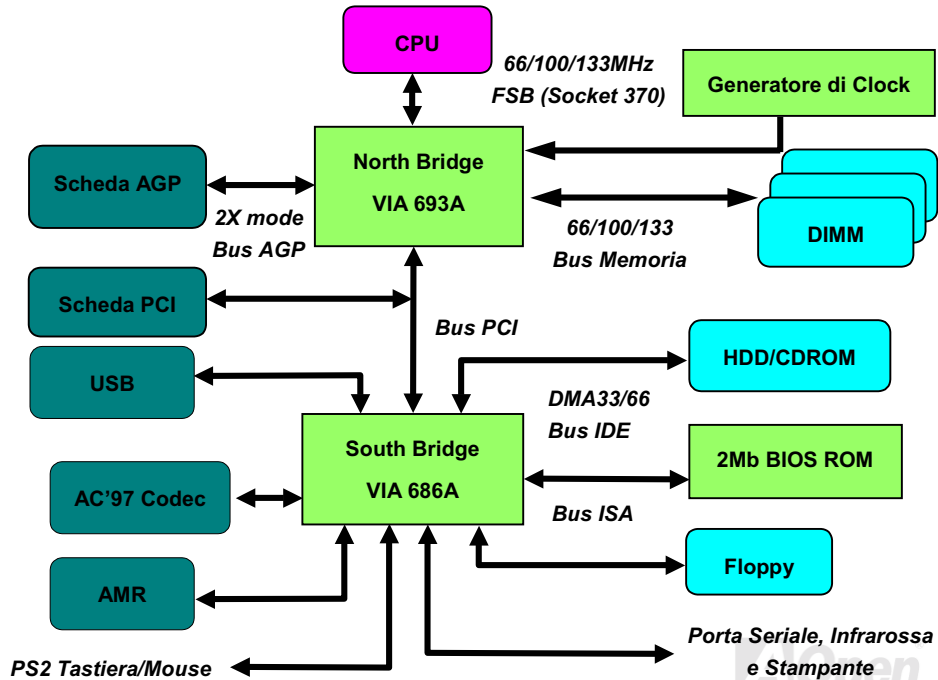 CPU
66/100/133MHz
FSB (Socket 370)
Generatore di Clock
North Bridge
VIA 693A
Scheda AGP
2X mode
Bus AGP
66/100/133
Bus Memoria
DIMM
Scheda PCI
Bus PCI
HDD/CDROM
USB
DMA33/66
Bus IDE
South Bridge
VIA 686A
2Mb BIOS ROM
AC’97 Codec
Bus ISA
Floppy
AMR
PS2 Tastiera/Mouse
Porta Seriale, Infrarossa
e Stampante
AOpen